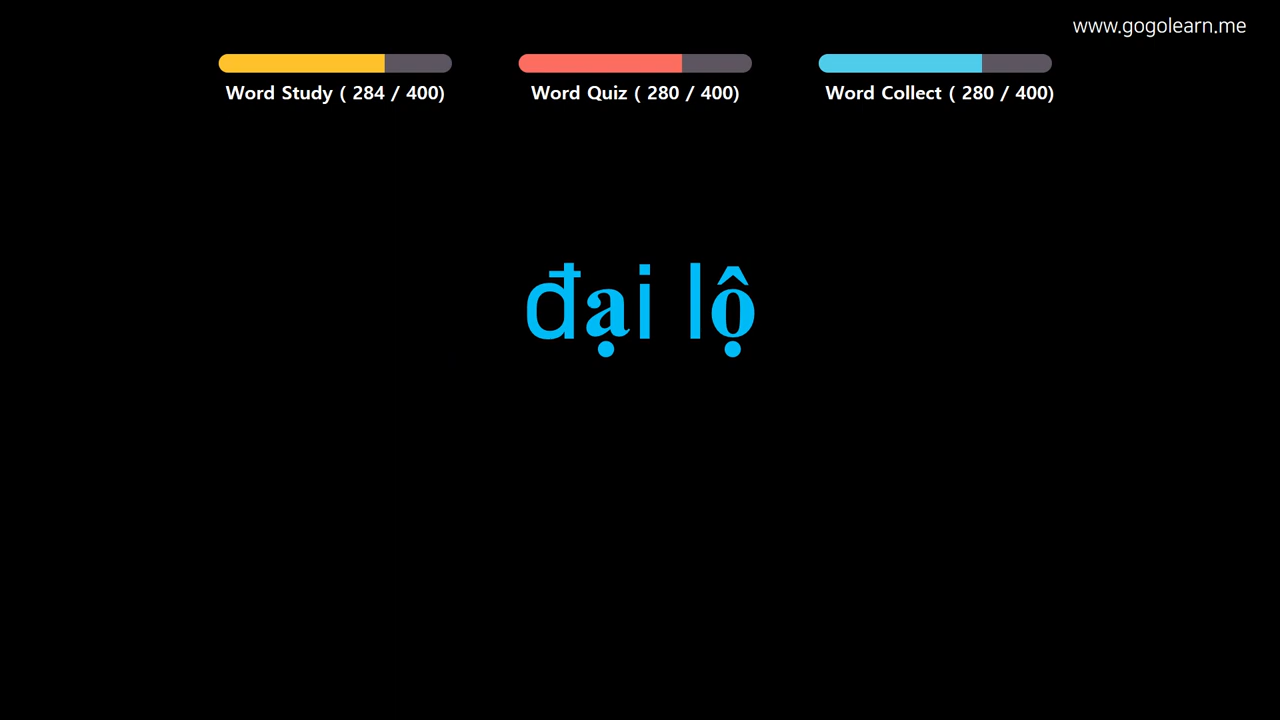 www.gogolearn.me
Word Study ( 284 / 400)
Word Quiz ( 280 / 400)
Word Collect ( 280 / 400)
đại lộ